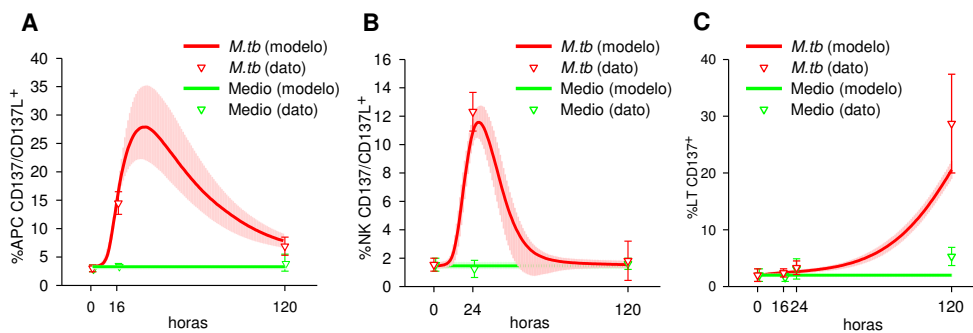 A
M.tb (modelo)
M.tb (dato)
Medio (modelo)
Medio (dato)
%APC CD137/CD137L+
40
35
30
25
20
15
10
5
0
0 16 120
horas
B
M.tb (modelo)
M.tb (dato)
Medio (modelo)
Medio (dato)
%NK CD137/CD137L+
16
14
12
10
8
6
4
2
0
0 24 120
horas
C
M.tb (modelo)
M.tb (dato)
Medio (modelo)
Medio (dato)
%LT CD137+
40
30
20
10
0
0 16 24 120
horas